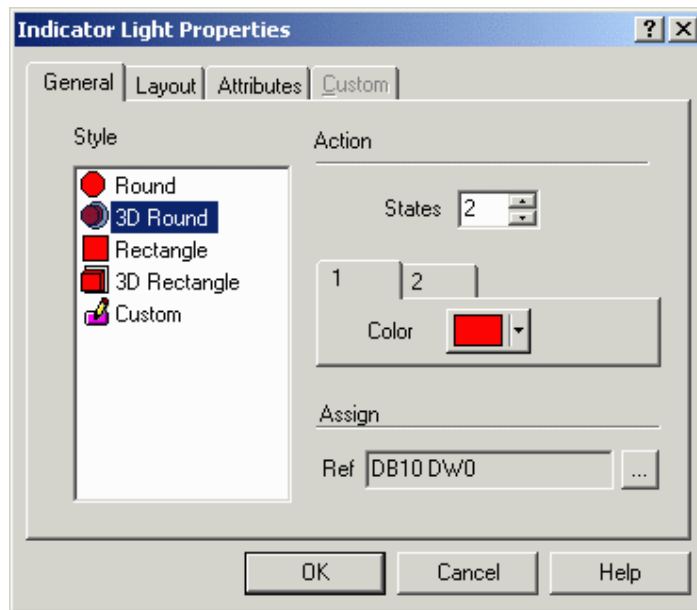 Indicator Light Properties
General Layout Attributes Custom
Style
Round
3D Round
Rectangle
3D Rectangle
Custom
Action
States 2
1 2
Color
Assign
Ref DB10 DW0 ...
OK Cancel Help